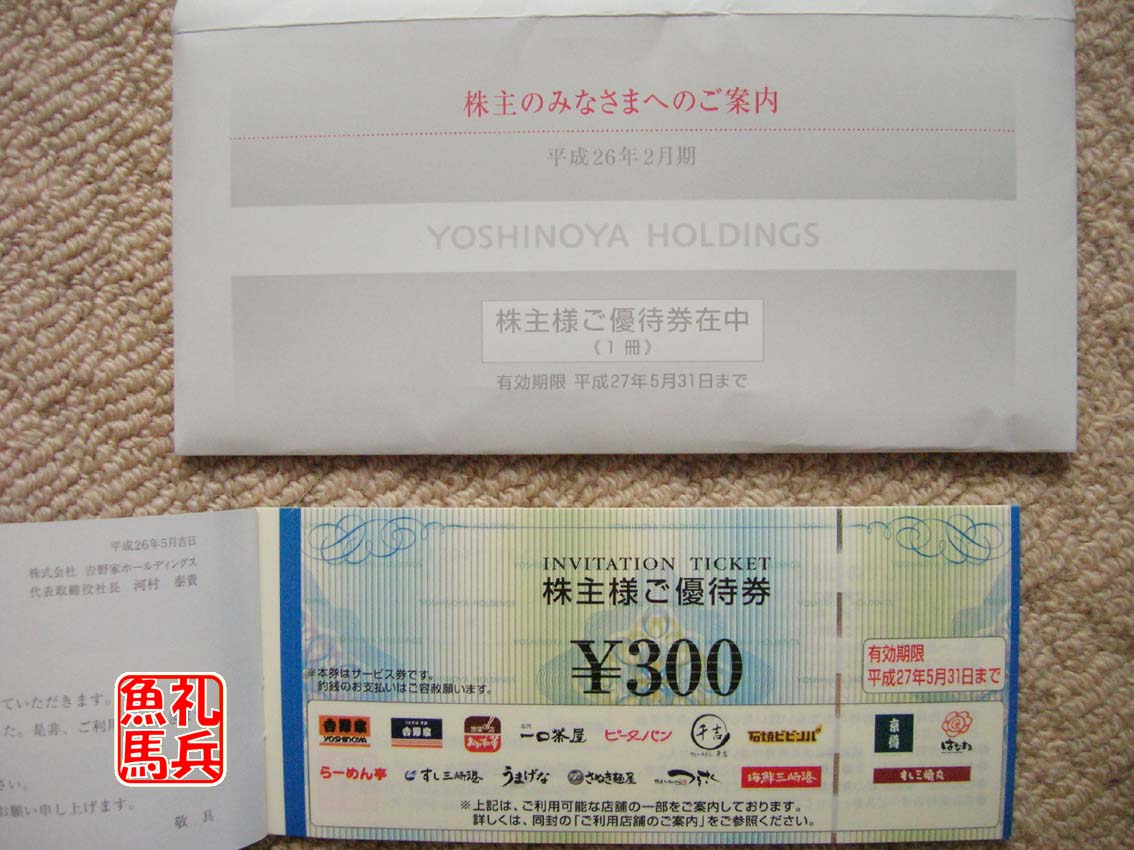 株主のみなさまへのご案内
平成26年2月期
YOSHINOYA HOLDINGS
株主様ご優待券在中
《1 冊》
有効期限 平成27年5月31日まで
平成26年5月吉日
株式会社 吉野家ホールディングス
代表取締役社長 河村 泰貴
ていただきます。
た。是非、ご利用
さい。
お願い申し上げます。
敬 具
礼兵
魚馬
INVITATION TICKET
株主様ご優待券
¥300
※本券はサービス券です。
釣銭のお支払いはご容赦願います。
有効期限
平成27年5月31日まで
吉野家 YOSHINOYA
吉野家
一口茶屋
ピーターパン
千吉
石焼ビビンパ
京樽
はなまる
らーめん亭
すし三崎港
うまげな
さぬき麺屋
海鮮三崎港
すし三崎丸
※上記は、ご利用可能な店舗の一部をご案内しております。
詳しくは、同封の「ご利用店舗のご案内」をご参照ください。